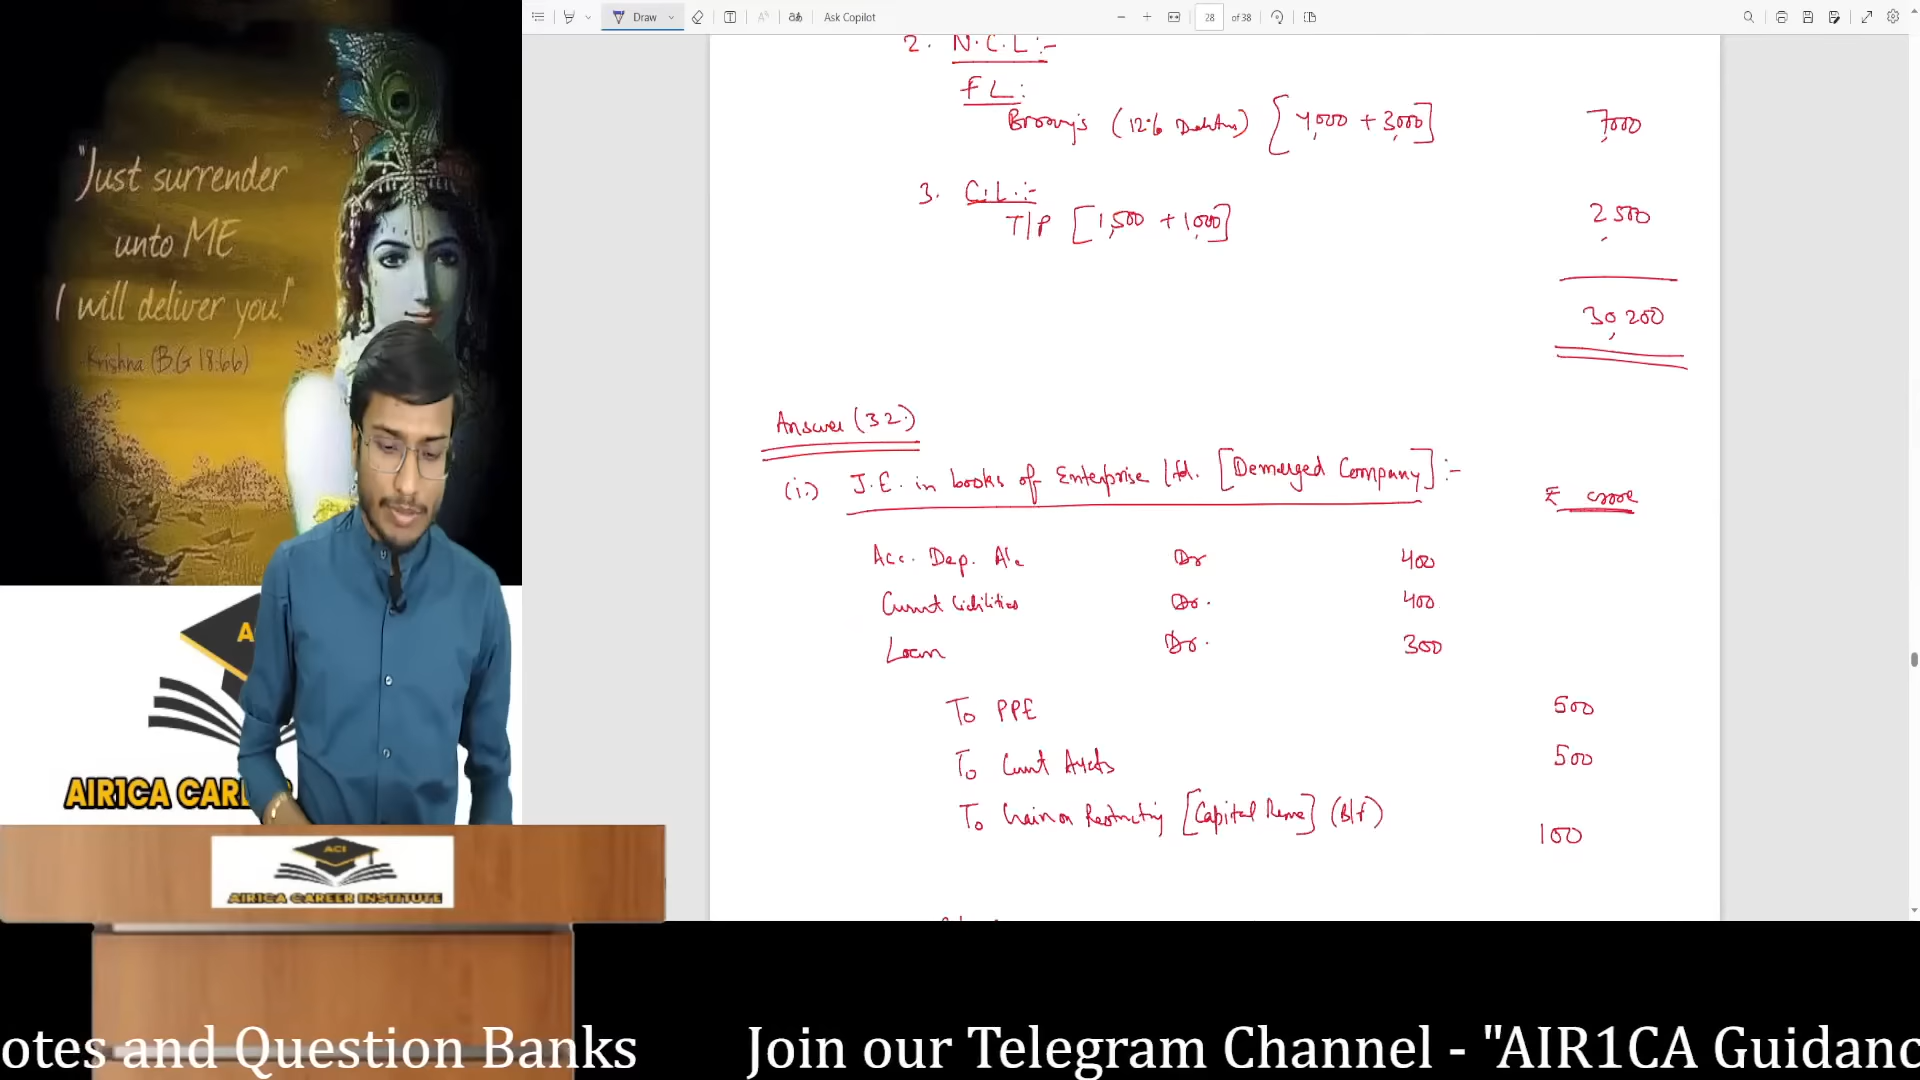 Draw
Ask Copilot
28
of 38
"Just surrender
unto ME
I will deliver you!"
-Krishna (B.G 18:66)
2. N.C.L :-
F L :
(12% ) [4,000 + 3,000] 7,000
3. C.L. :-
T/P [1,500 + 1,000] 2,500
30,200
Answer (32.)
(i.) J.E. in books of Enterprise Ltd. [Demerged Company] :-
₹ crore
Acc. Dep. A/c Dr 400
Current Liabilities Dr. 400
Loan Dr. 300
To PPE 500
To Current Assets 500
To Gain on Restructuring [Capital Reserve] (B/f) 100
AIR1CA CAR
ACI
AIR1CA CAREER INSTITUTE
otes and Question Banks Join our Telegram Channel - "AIR1CA Guidanc